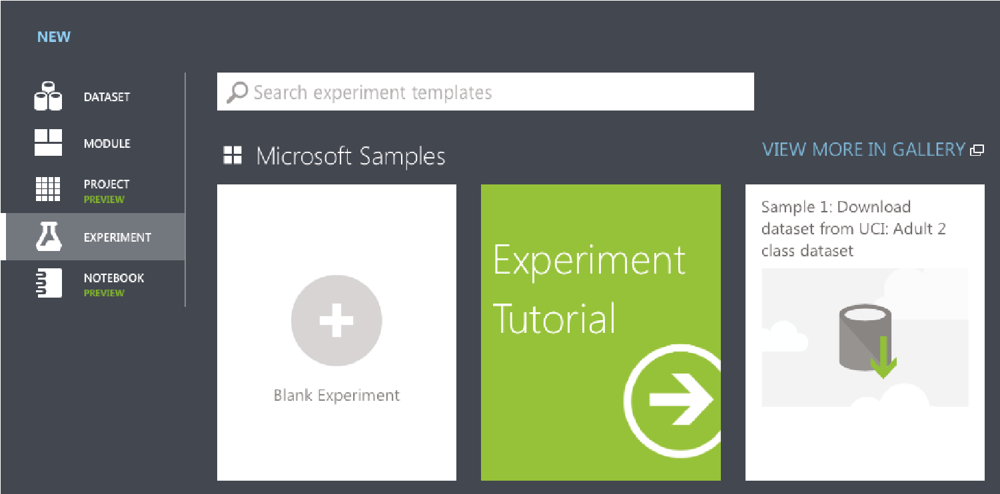 NEW
DATASET
MODULE
PROJECT
PREVIEW
EXPERIMENT
NOTEBOOK
PREVIEW
Search experiment templates
Microsoft Samples
VIEW MORE IN GALLERY
Blank Experiment
Experiment
Tutorial
Sample 1: Download
dataset from UCI: Adult 2
class dataset